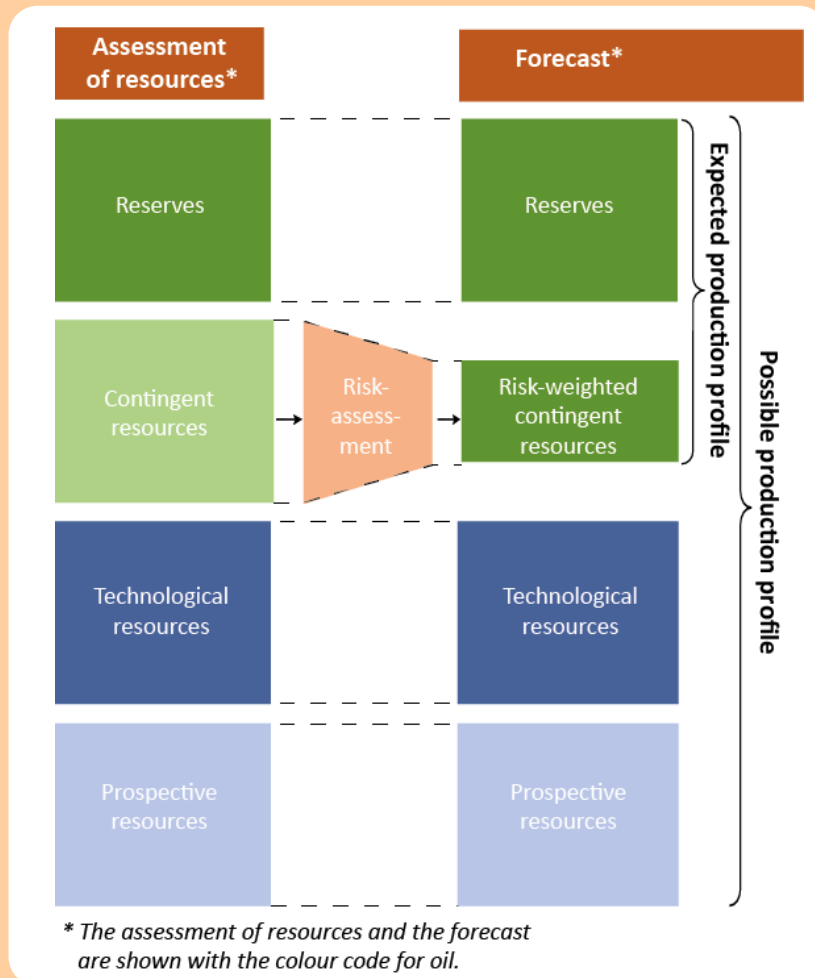 Assessment
of resources*
Forecast*
Reserves
Reserves
Contingent
resources
Risk-
assess-
ment
Risk-weighted
contingent
resources
Technological
resources
Technological
resources
Prospective
resources
Prospective
resources
Expected production profile
Possible production profile
* The assessment of resources and the forecast
are shown with the colour code for oil.